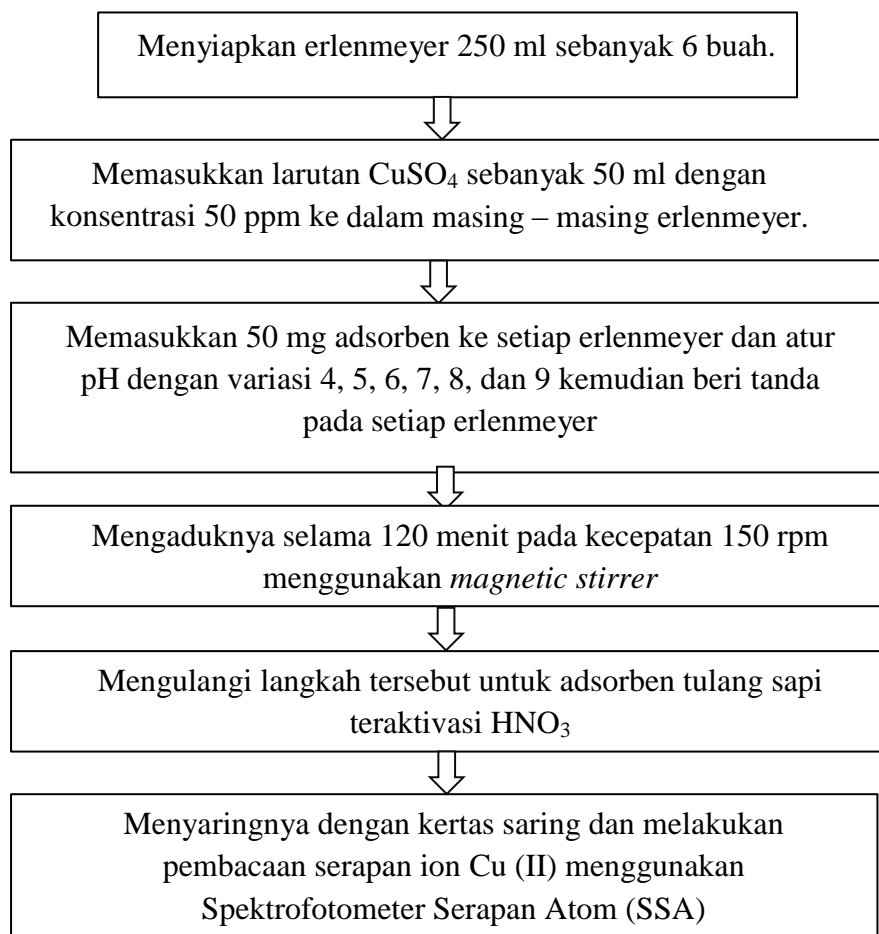 Menyiapkan erlenmeyer 250 ml sebanyak 6 buah.
Memasukkan larutan CuSO₄ sebanyak 50 ml dengan
konsentrasi 50 ppm ke dalam masing – masing erlenmeyer.
Memasukkan 50 mg adsorben ke setiap erlenmeyer dan atur
pH dengan variasi 4, 5, 6, 7, 8, dan 9 kemudian beri tanda
pada setiap erlenmeyer
Mengaduknya selama 120 menit pada kecepatan 150 rpm
menggunakan magnetic stirrer
Mengulangi langkah tersebut untuk adsorben tulang sapi
teraktivasi HNO₃
Menyaringnya dengan kertas saring dan melakukan
pembacaan serapan ion Cu (II) menggunakan
Spektrofotometer Serapan Atom (SSA)